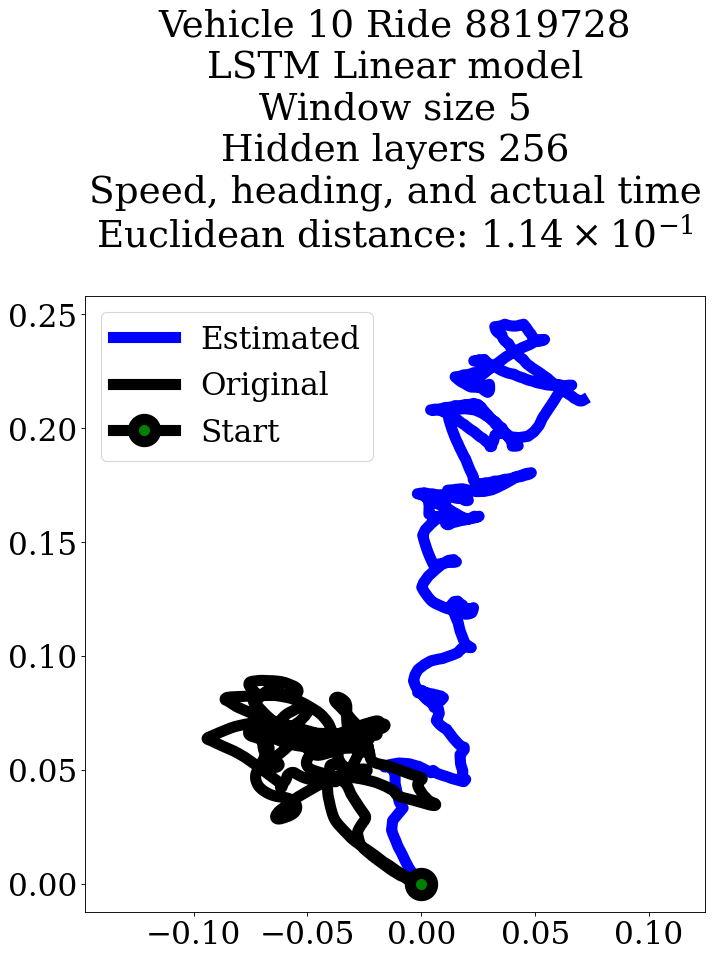 Vehicle 10 Ride 8819728
LSTM Linear model
Window size 5
Hidden layers 256
Speed, heading, and actual time
Euclidean distance: 1.14 × 10⁻¹
0.25
0.20
0.15
0.10
0.05
0.00
Estimated
Original
Start
−0.10 −0.05 0.00 0.05 0.10